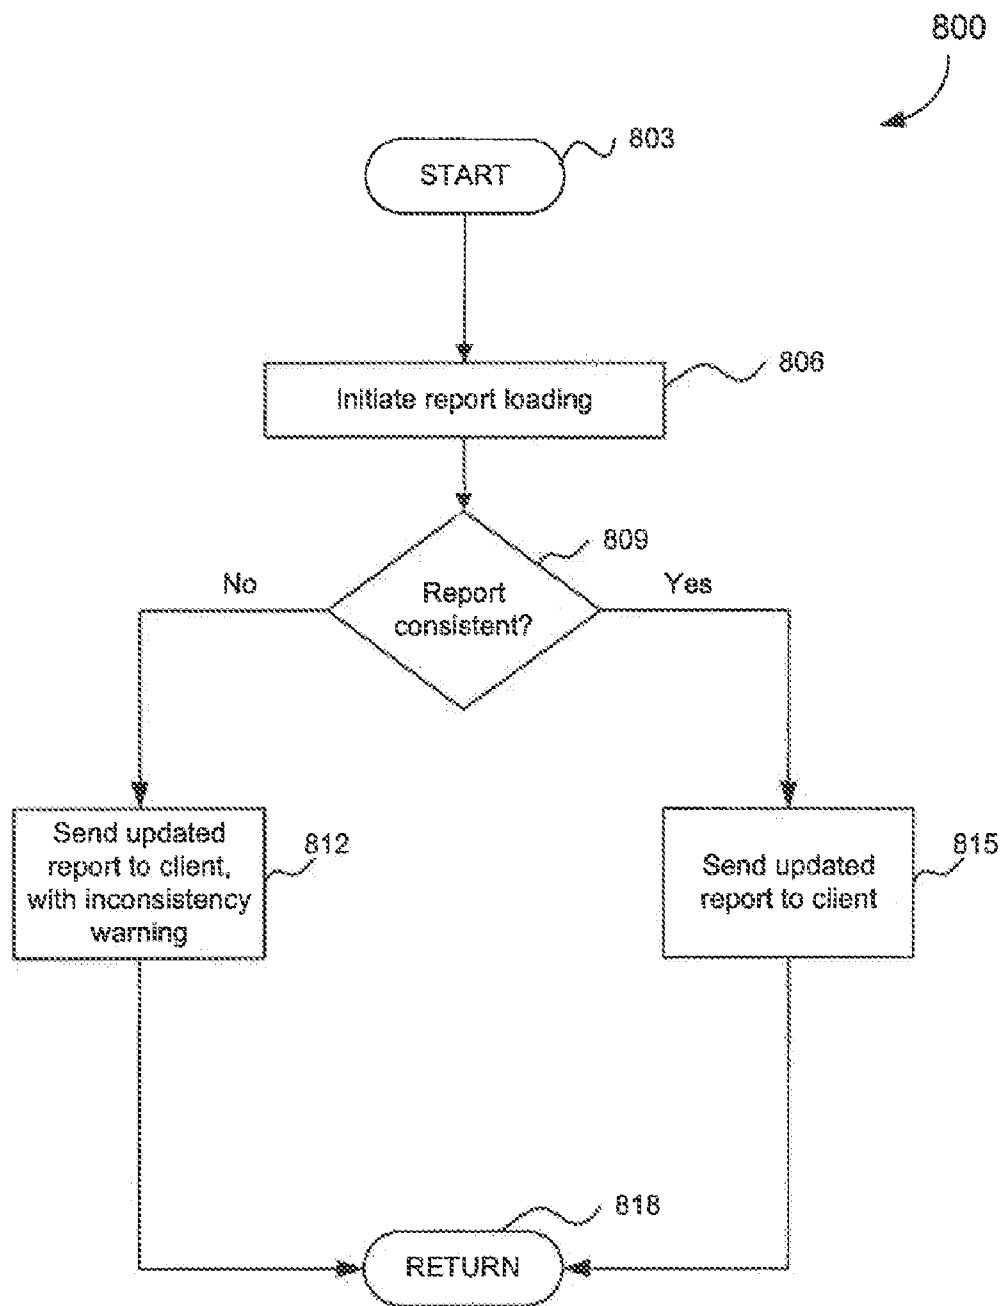 800
START
803
Initiate report loading
806
Report
consistent?
809
No
Yes
Send updated
report to client,
with inconsistency
warning
812
Send updated
report to client
815
RETURN
818